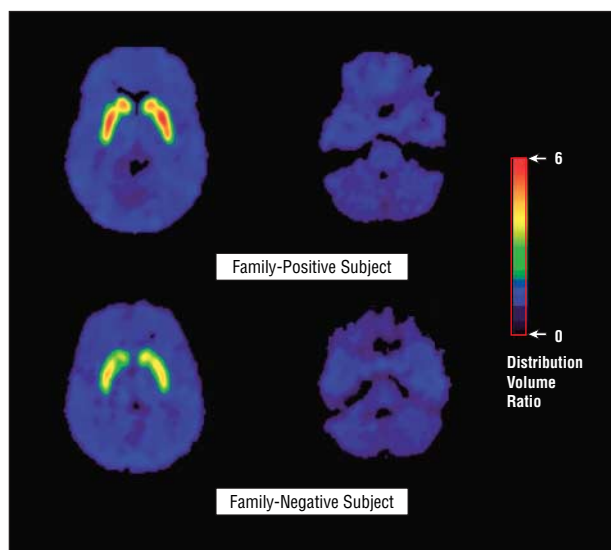 6
Family-Positive Subject
0
Distribution
Volume
Ratio
Family-Negative Subject